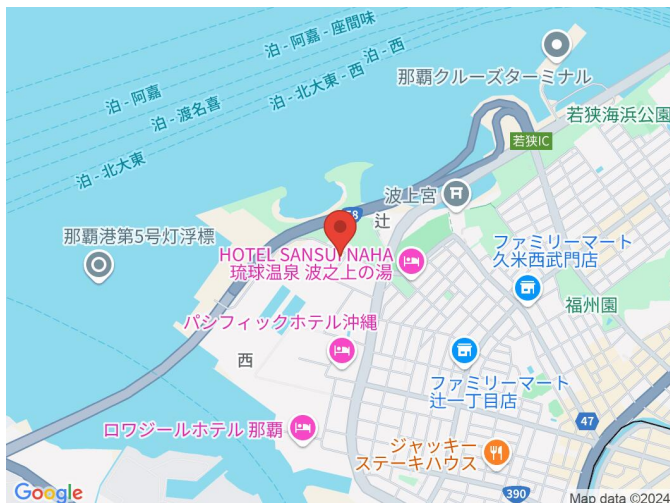 泊 - 阿嘉 - 座間味
泊 - 西
泊 - 北大東 - 西
泊 - 阿嘉
泊 - 渡名喜
泊 - 北大東
那覇クルーズターミナル
若狭海浜公園
若狭IC
波上宮
辻
那覇港第5号灯浮標
HOTEL SANSUI NAHA
琉球温泉 波之上の湯
ファミリーマート
久米西武門店
福州園
パシフィックホテル沖縄
西
ファミリーマート
辻一丁目店
ロワジールホテル 那覇
47
ジャッキー
ステーキハウス
390
Google
Map data ©2024